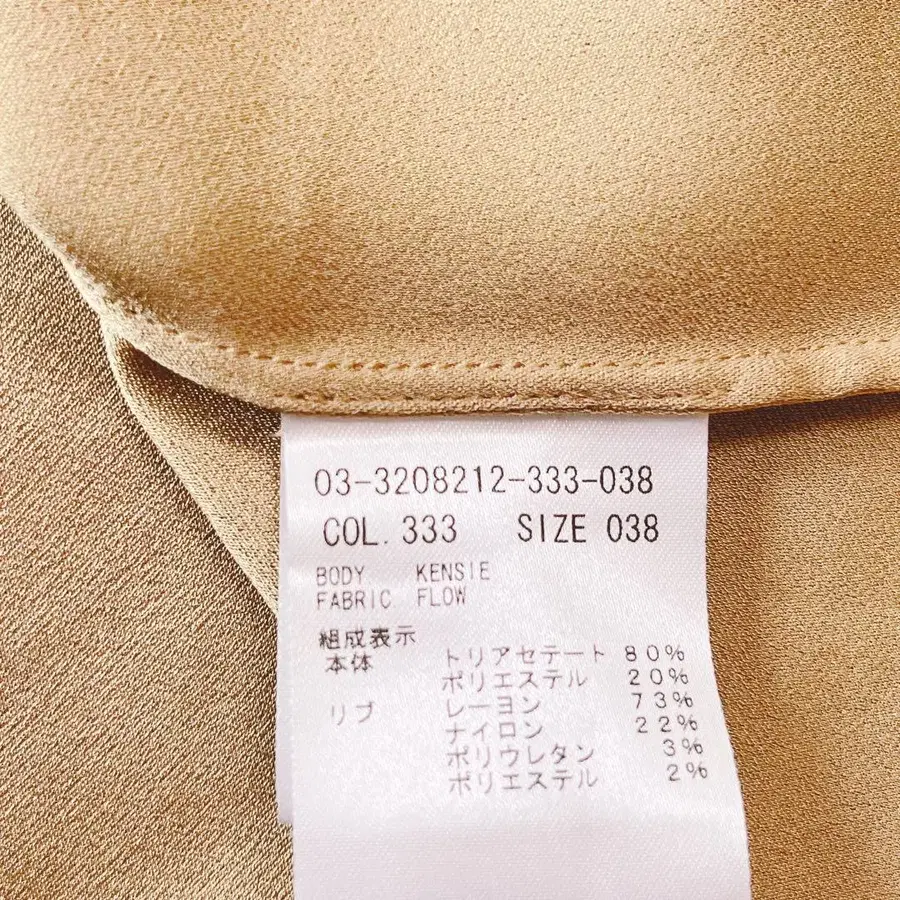 03-3208212-333-038
COL. 333 SIZE 038
BODY KENSIE
FABRIC FLOW
組成表示
本体 トリアセテート 80%
ポリエステル 20%
リブ レーヨン 73%
ナイロン 22%
ポリウレタン 3%
ポリエステル 2%